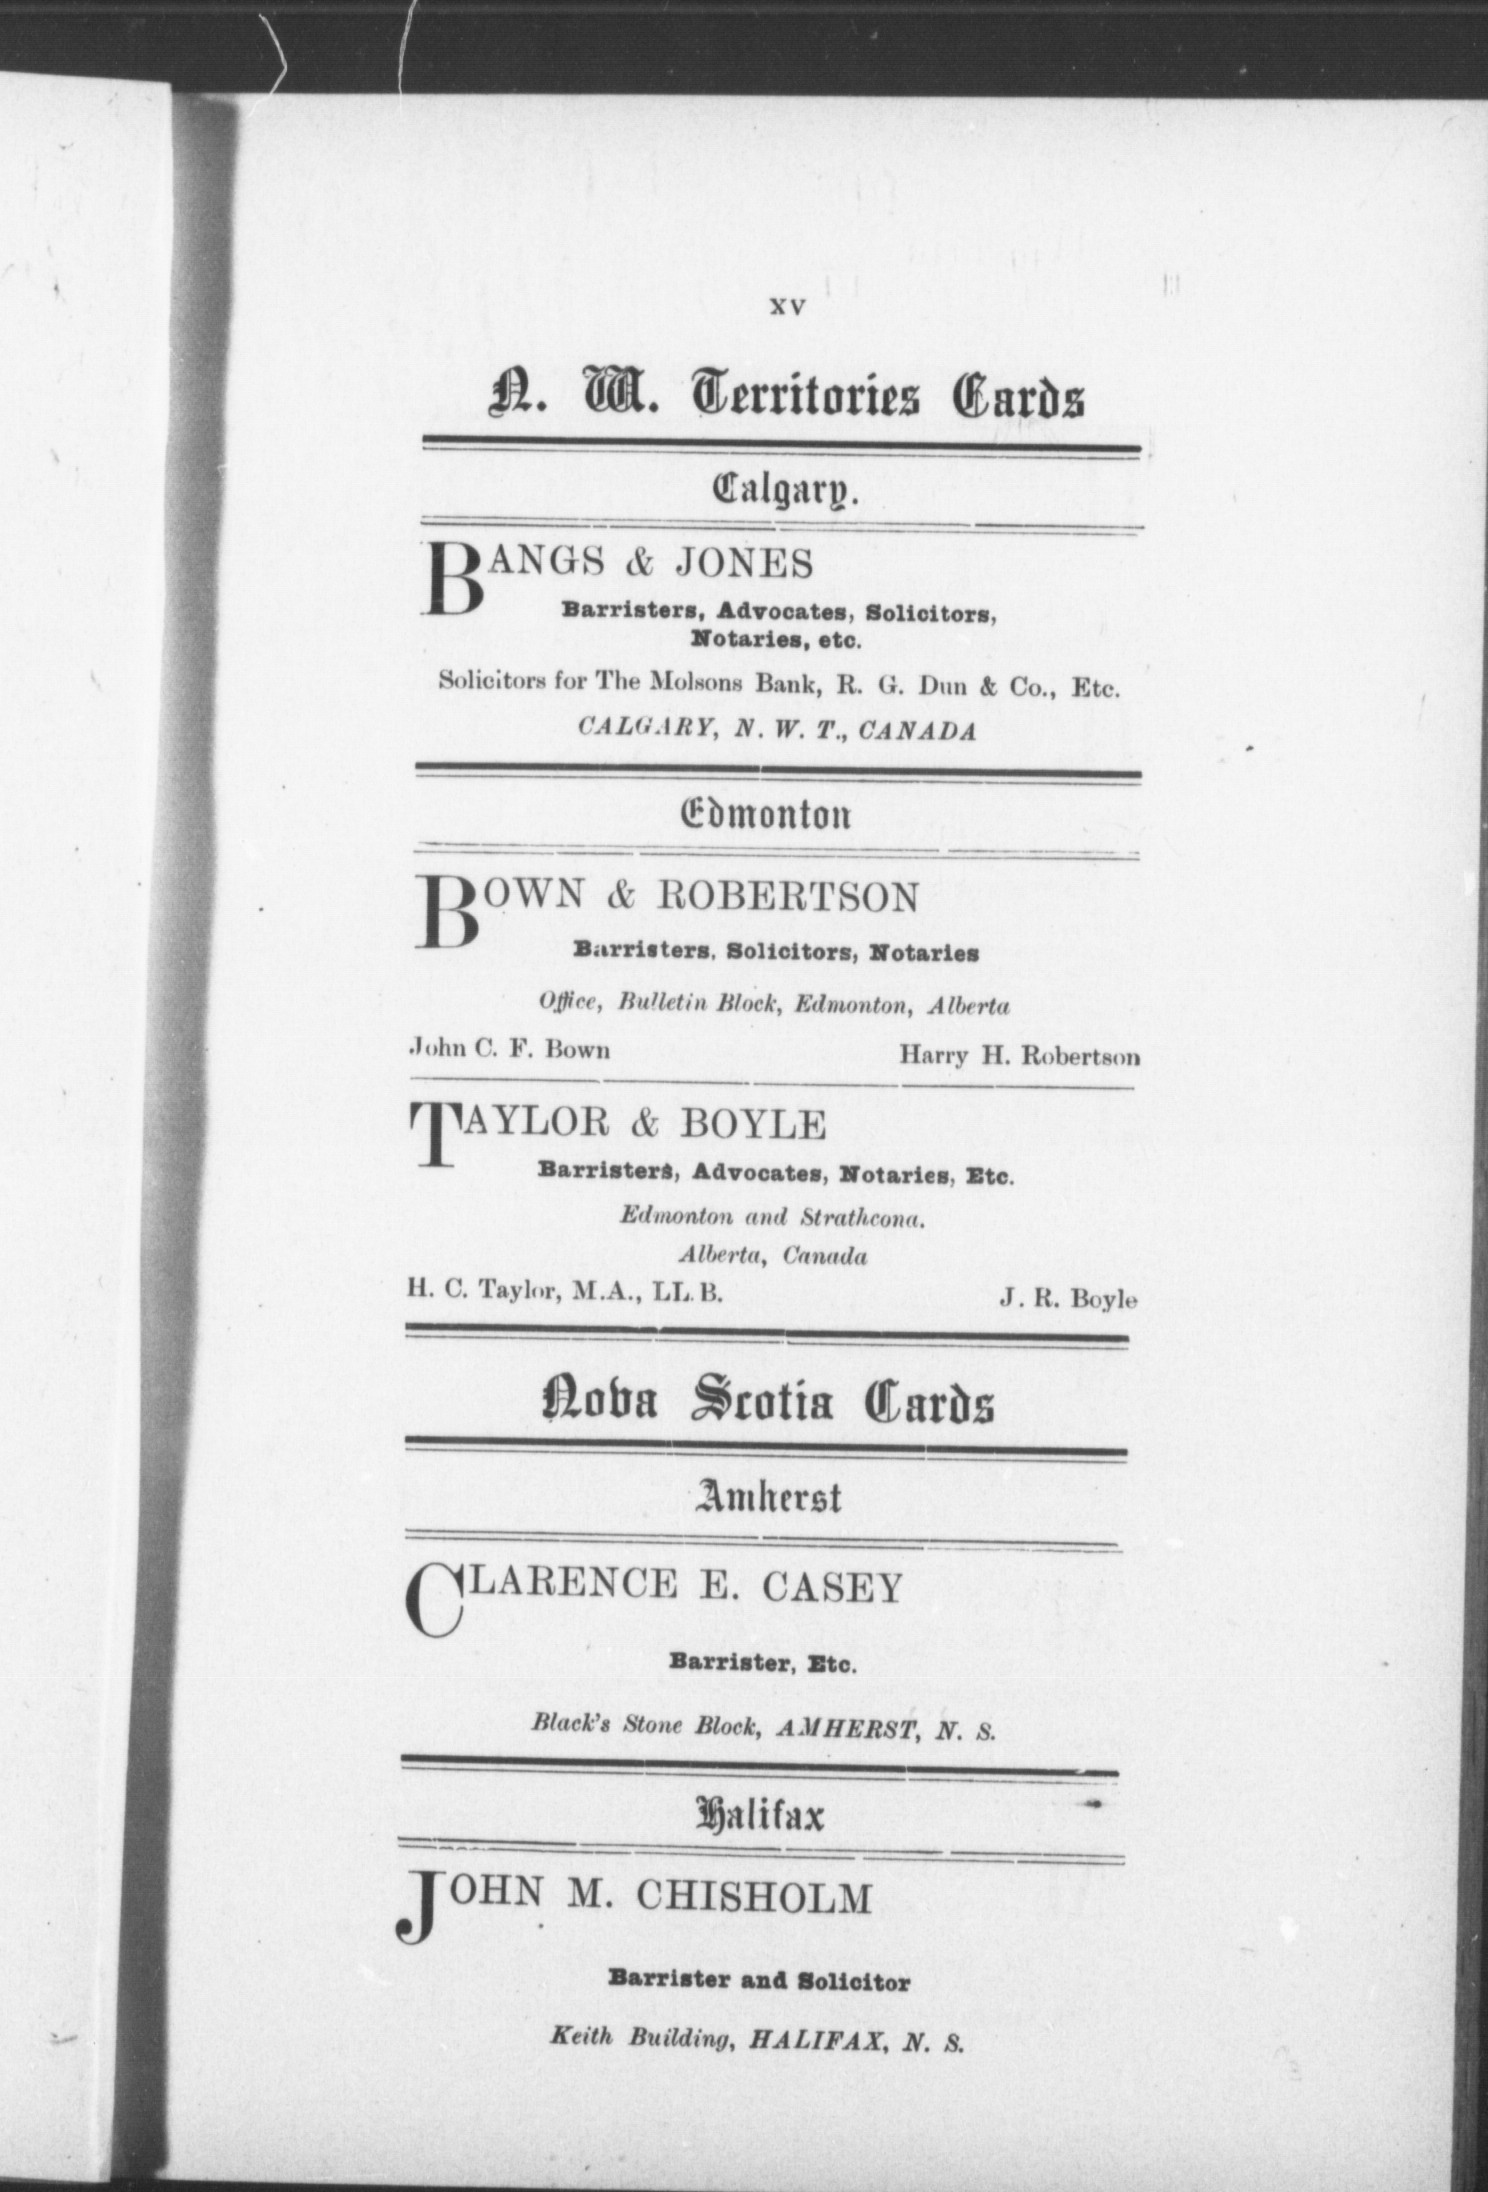 xv
N. W. Territories Cards
Calgary.
BANGS & JONES
Barristers, Advocates, Solicitors,
Notaries, etc.
Solicitors for The Molsons Bank, R. G. Dun & Co., Etc.
CALGARY, N. W. T., CANADA
Edmonton
BOWN & ROBERTSON
Barristers, Solicitors, Notaries
Office, Bulletin Block, Edmonton, Alberta
John C. F. Bown Harry H. Robertson
TAYLOR & BOYLE
Barristers, Advocates, Notaries, Etc.
Edmonton and Strathcona.
Alberta, Canada
H. C. Taylor, M.A., LL.B. J. R. Boyle
Nova Scotia Cards
Amherst
CLARENCE E. CASEY
Barrister, Etc.
Black's Stone Block, AMHERST, N. S.
Halifax
JOHN M. CHISHOLM
Barrister and Solicitor
Keith Building, HALIFAX, N. S.